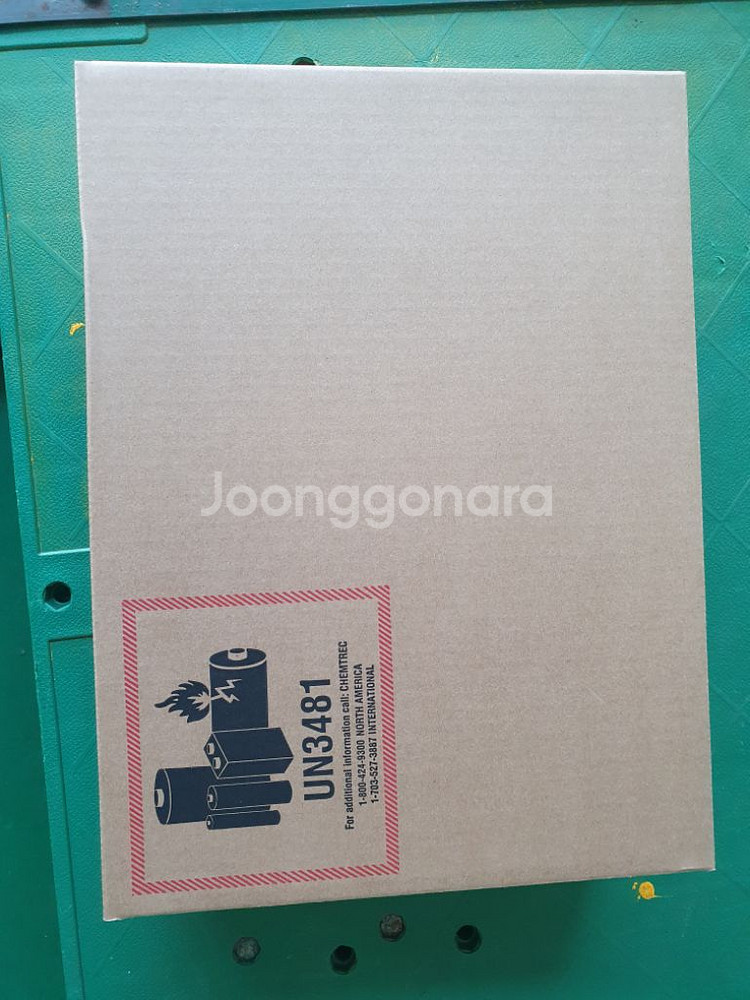 Joonggonara
UN3481
For additional information call: CHEMTREC
1-800-424-9300 NORTH AMERICA
1-703-527-3887 INTERNATIONAL